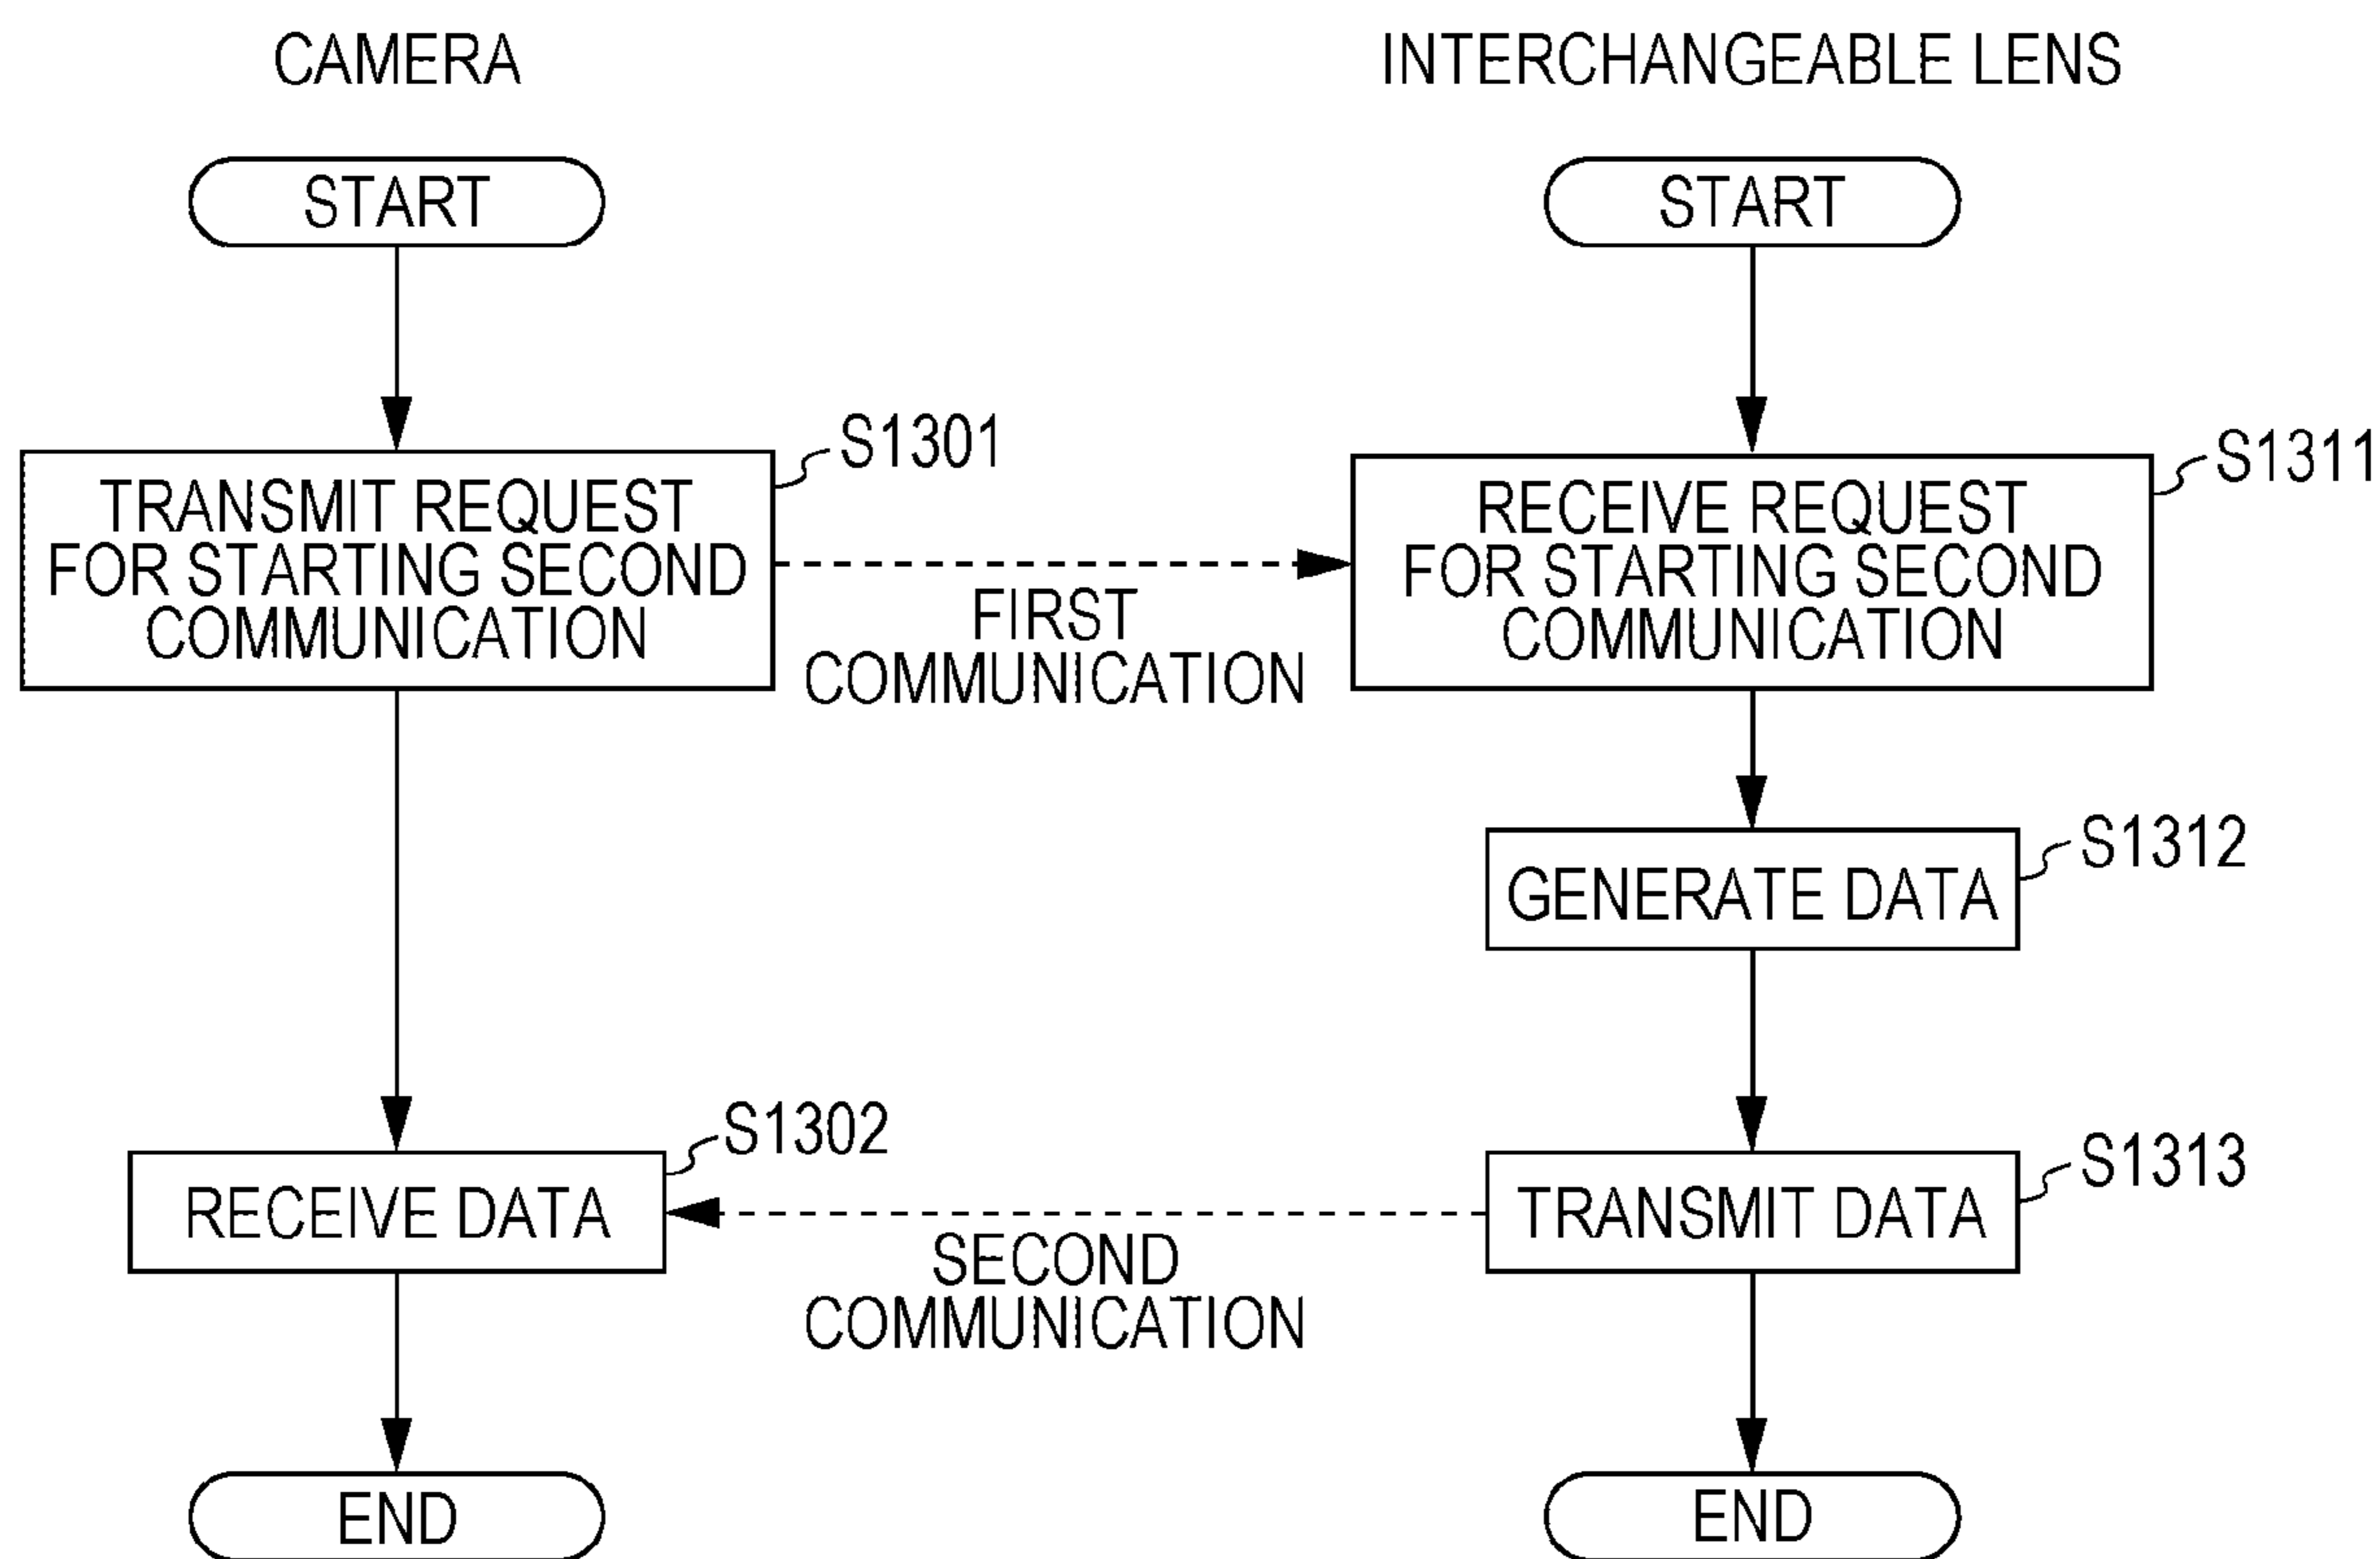 CAMERA
INTERCHANGEABLE LENS
START
START
S1301
TRANSMIT REQUEST
FOR STARTING SECOND
COMMUNICATION
FIRST
COMMUNICATION
S1311
RECEIVE REQUEST
FOR STARTING SECOND
COMMUNICATION
S1312
GENERATE DATA
S1302
RECEIVE DATA
SECOND
COMMUNICATION
S1313
TRANSMIT DATA
END
END